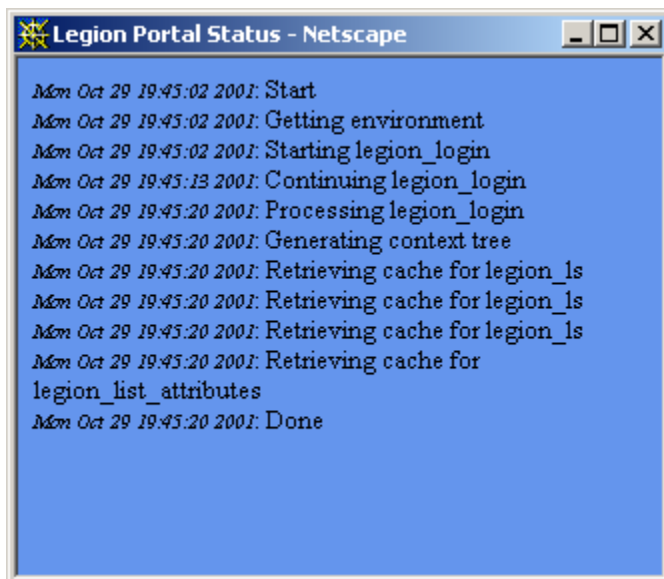 Legion Portal Status - Netscape
Mon Oct 29 19:45:02 2001: Start
Mon Oct 29 19:45:02 2001: Getting environment
Mon Oct 29 19:45:02 2001: Starting legion_login
Mon Oct 29 19:45:13 2001: Continuing legion_login
Mon Oct 29 19:45:20 2001: Processing legion_login
Mon Oct 29 19:45:20 2001: Generating context tree
Mon Oct 29 19:45:20 2001: Retrieving cache for legion_ls
Mon Oct 29 19:45:20 2001: Retrieving cache for legion_ls
Mon Oct 29 19:45:20 2001: Retrieving cache for legion_ls
Mon Oct 29 19:45:20 2001: Retrieving cache for
legion_list_attributes
Mon Oct 29 19:45:20 2001: Done